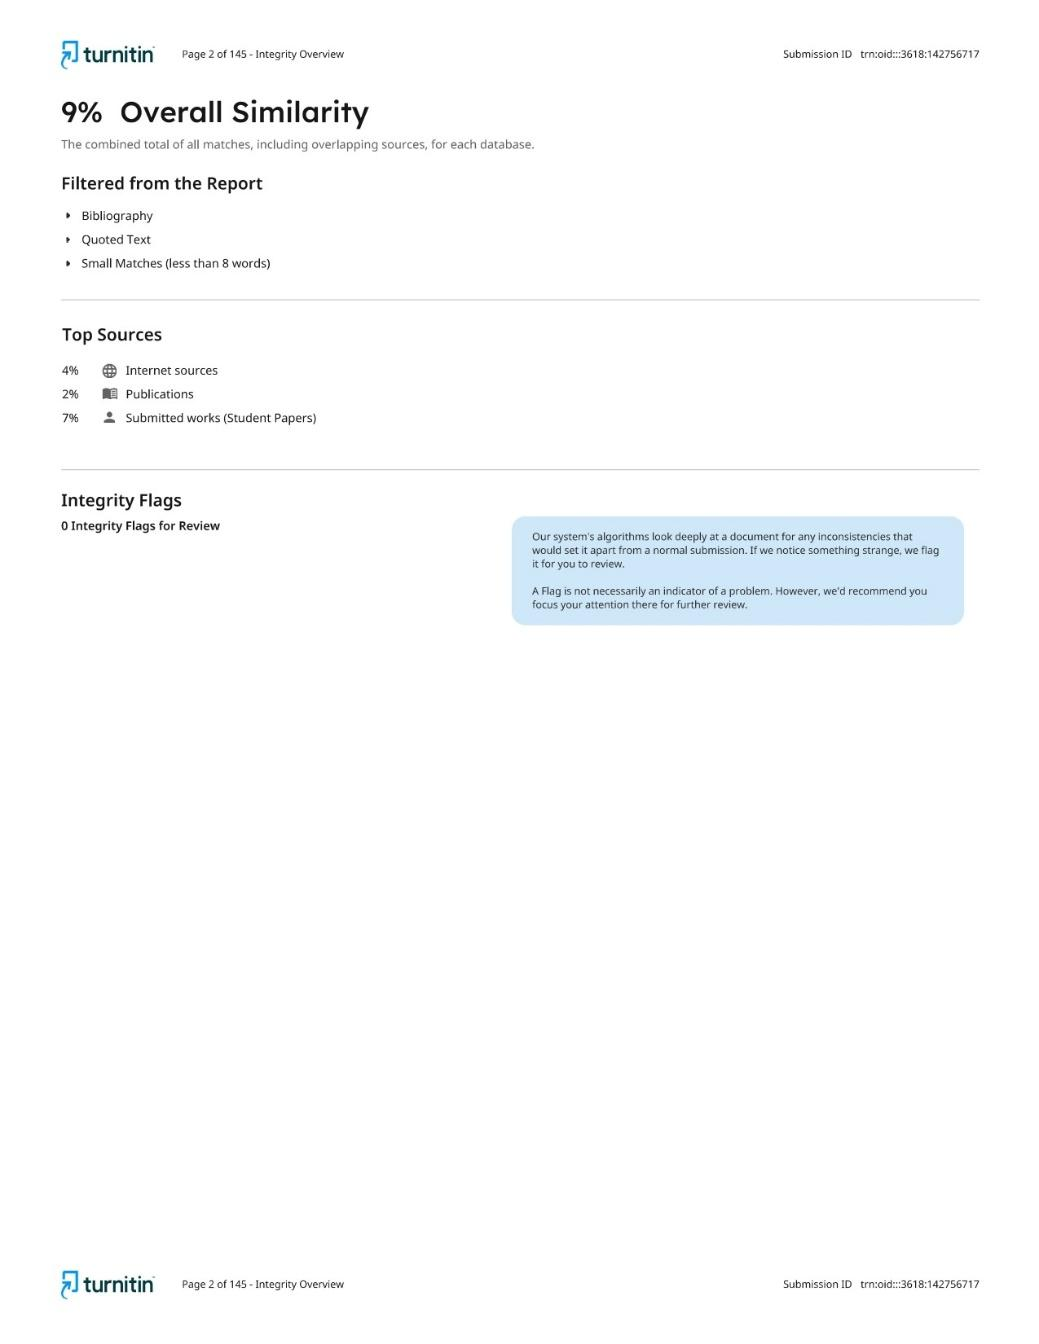 turnitin
Page 2 of 145 - Integrity Overview
Submission ID trn:oid:::3618:142756717
9% Overall Similarity
The combined total of all matches, including overlapping sources, for each database.
Filtered from the Report
Bibliography
Quoted Text
Small Matches (less than 8 words)
Top Sources
4% Internet sources
2% Publications
7% Submitted works (Student Papers)
Integrity Flags
0 Integrity Flags for Review
Our system's algorithms look deeply at a document for any inconsistencies that
would set it apart from a normal submission. If we notice something strange, we flag
it for you to review.
A Flag is not necessarily an indicator of a problem. However, we'd recommend you
focus your attention there for further review.
turnitin
Page 2 of 145 - Integrity Overview
Submission ID trn:oid:::3618:142756717